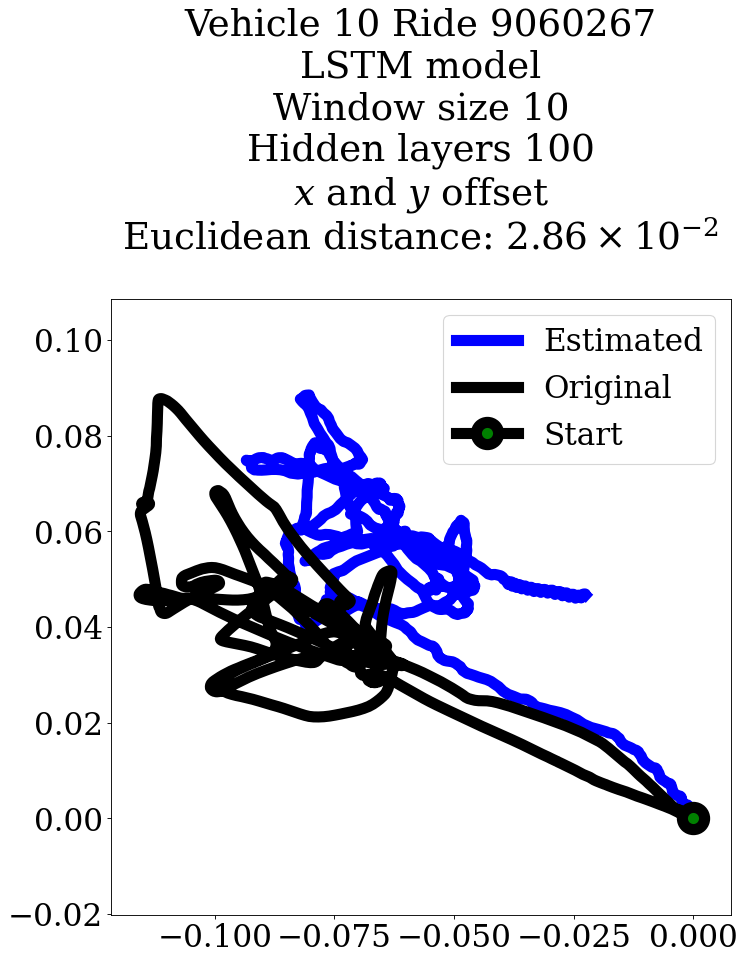 Vehicle 10 Ride 9060267
LSTM model
Window size 10
Hidden layers 100
x and y offset
Euclidean distance: 2.86 × 10⁻²
Estimated
Original
Start
0.10
0.08
0.06
0.04
0.02
0.00
−0.02
−0.100 −0.075 −0.050 −0.025 0.000